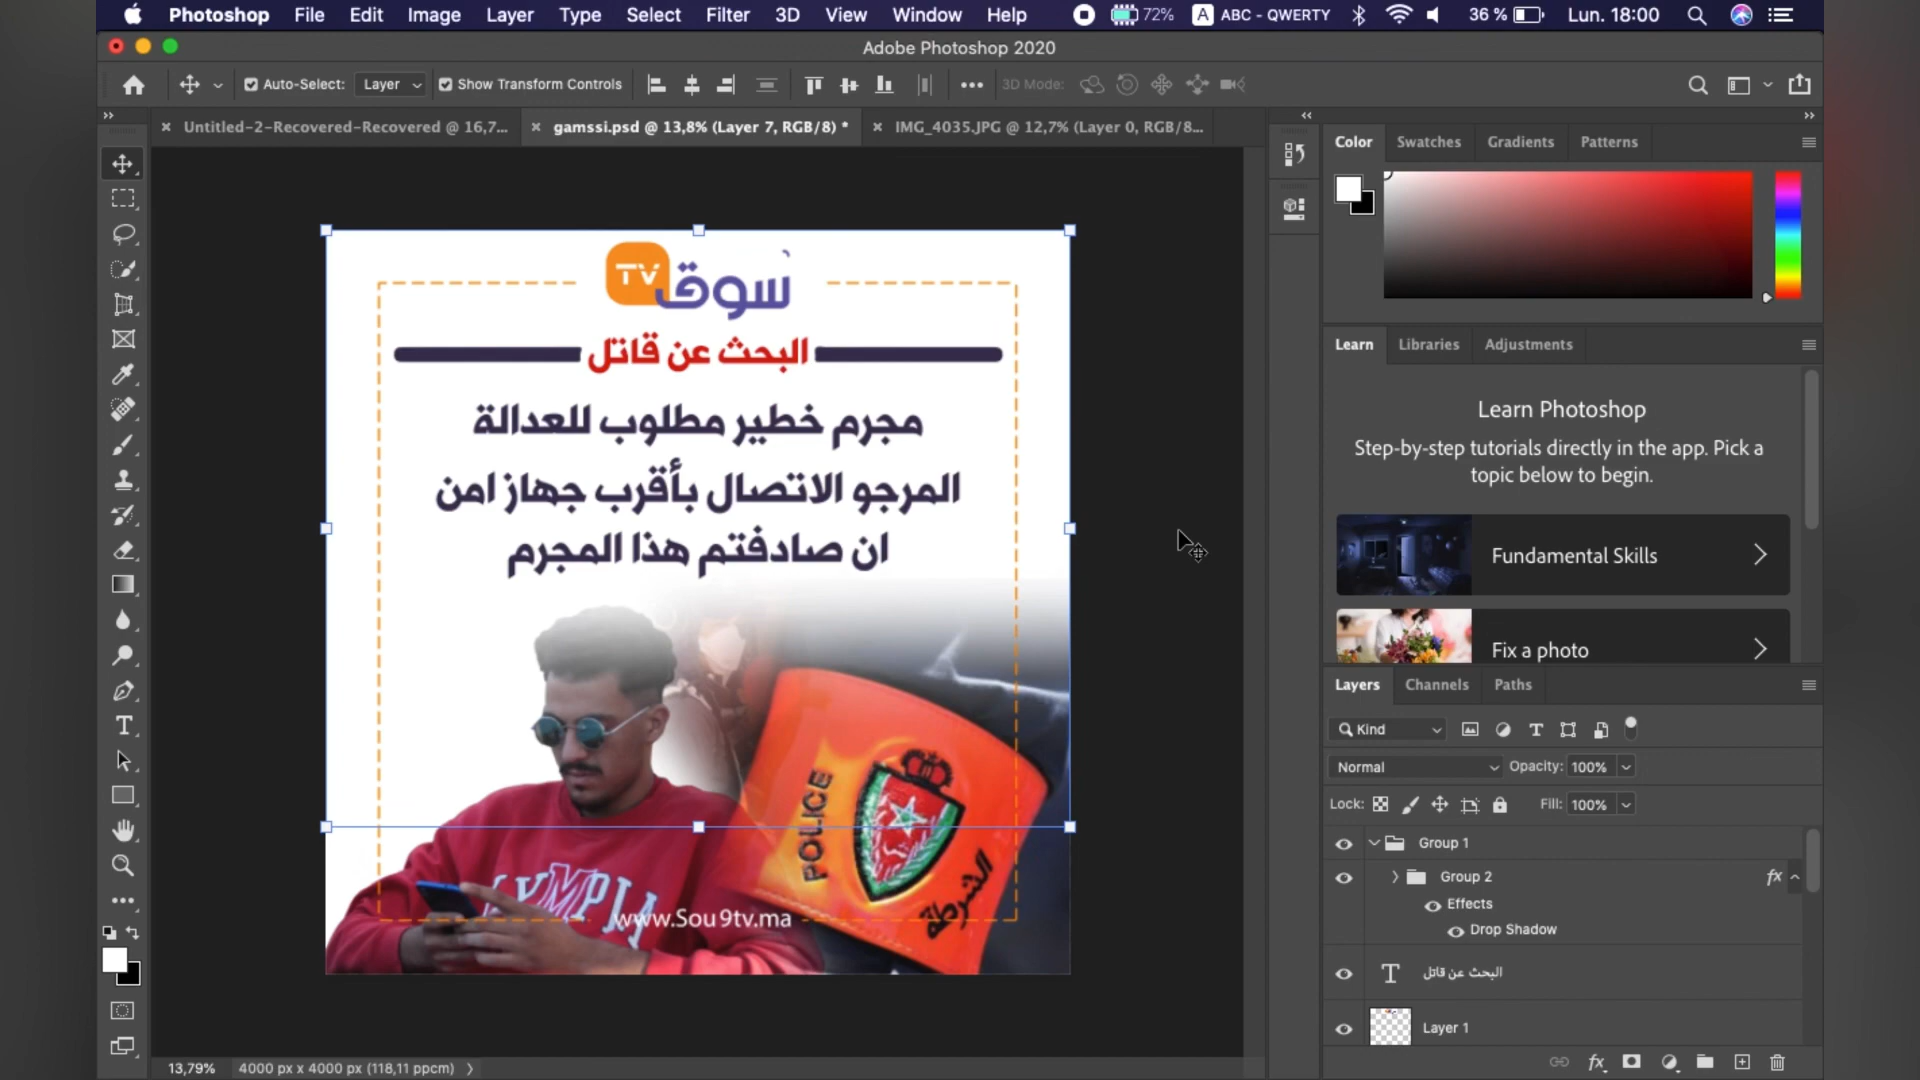 Photoshop File Edit Image Layer Type Select Filter 3D View Window Help 72% A ABC - QWERTY 36 % Lun. 18:00
Adobe Photoshop 2020
Auto-Select: Layer Show Transform Controls 3D Mode:
Untitled-2-Recovered-Recovered @ 16,7... gamssi.psd @ 13,8% (Layer 7, RGB/8) * IMG_4035.JPG @ 12,7% (Layer 0, RGB/8...
Color Swatches Gradients Patterns
TV سوق
البحث عن قاتل
مجرم خطير مطلوب للعدالة
المرجو الاتصال بأقرب جهاز امن
ان صادفتم هذا المجرم
POLICE
الشرطة
OLYMPIA
www.Sou9tv.ma
Learn Libraries Adjustments
Learn Photoshop
Step-by-step tutorials directly in the app. Pick a
topic below to begin.
Fundamental Skills
Fix a photo
Layers Channels Paths
Kind
Normal Opacity: 100%
Lock: Fill: 100%
Group 1
Group 2 fx
Effects
Drop Shadow
T البحث عن قاتل
Layer 1
fx
13,79% 4000 px x 4000 px (118,11 ppcm)